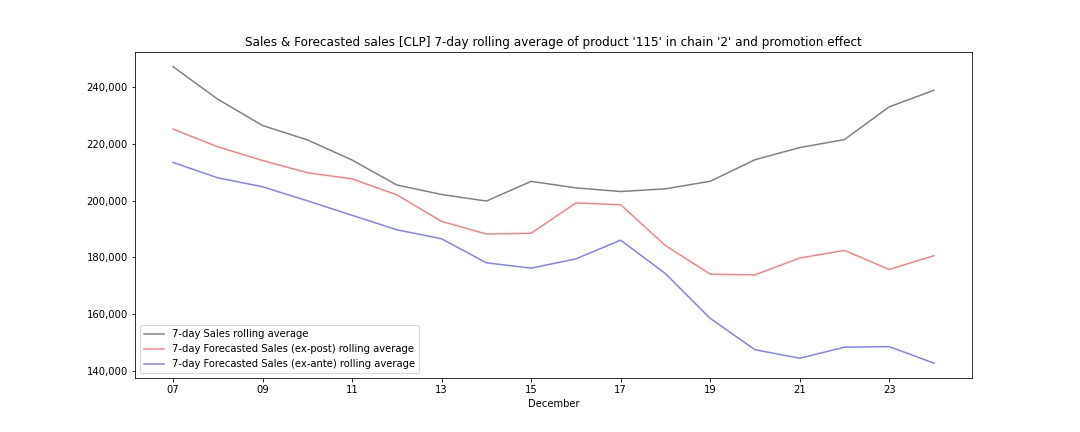 Sales & Forecasted sales [CLP] 7-day rolling average of product '115' in chain '2' and promotion effect
240,000
220,000
200,000
180,000
160,000
140,000
7-day Sales rolling average
7-day Forecasted Sales (ex-post) rolling average
7-day Forecasted Sales (ex-ante) rolling average
07 09 11 13 15 17 19 21 23
December